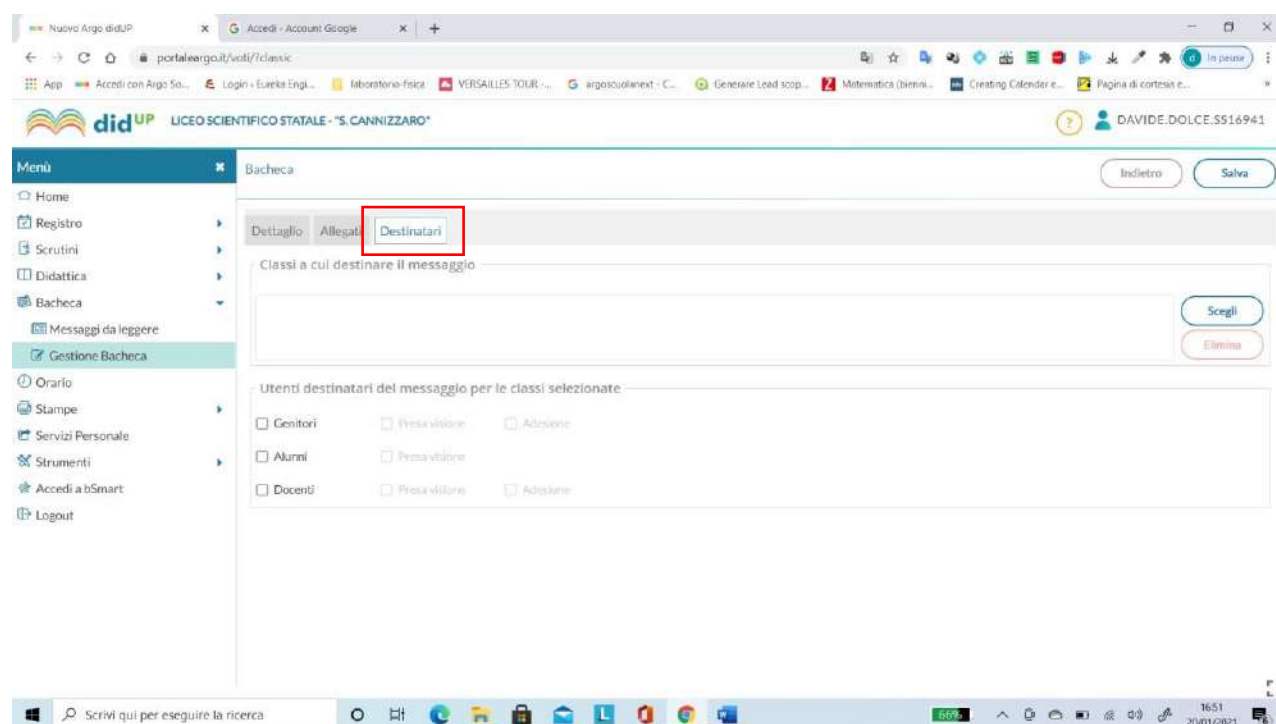 Nuovo Argo didUP
Accedi - Account Google
portaleargo.it/voti/?classic
In pausa
App
Accedi con Argo So...
Login - Eureka Engi...
laboratorio-fisica
VERSAILLES TOUR -...
argoscuolanext - C...
Generare Lead scop...
Matematica (bienni...
Creating Calendar e...
Pagina di cortesia e...
didUP LICEO SCIENTIFICO STATALE - "S. CANNIZZARO"
DAVIDE.DOLCE.SS16941
Menù
Bacheca
Indietro
Salva
Home
Registro
Scrutini
Didattica
Bacheca
Messaggi da leggere
Gestione Bacheca
Orario
Stampe
Servizi Personale
Strumenti
Accedi a bSmart
Logout
Dettaglio Allegati Destinatari
Classi a cui destinare il messaggio
Scegli
Elimina
Utenti destinatari del messaggio per le classi selezionate
Genitori Presa visione Adesione
Alunni Presa visione
Docenti Presa visione Adesione
Scrivi qui per eseguire la ricerca
66%
16:51
20/01/2021